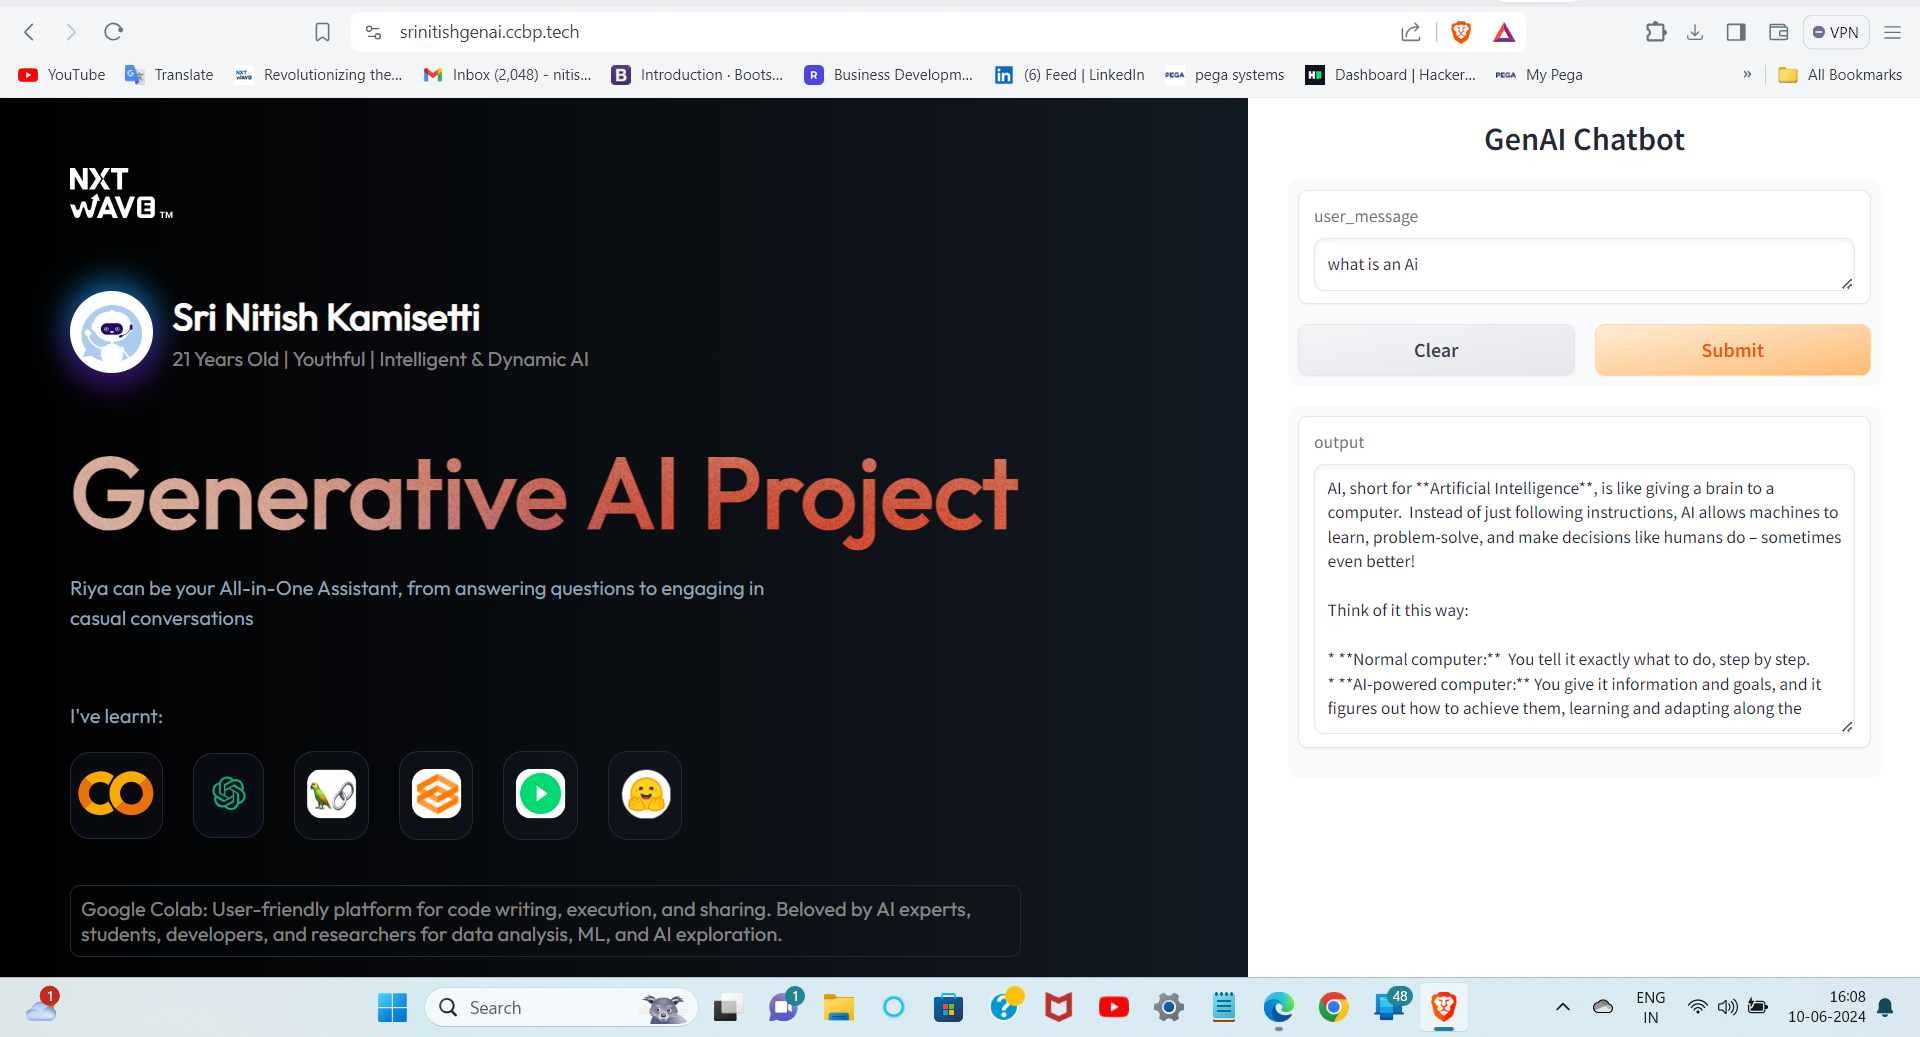 srinitishgenai.ccbp.tech
VPN
YouTube
Translate
Revolutionizing the...
Inbox (2,048) - nitis...
Introduction · Boots...
Business Developm...
(6) Feed | LinkedIn
pega systems
Dashboard | Hacker...
My Pega
»
All Bookmarks
NXT
WAVE TM
Sri Nitish Kamisetti
21 Years Old | Youthful | Intelligent & Dynamic AI
Generative AI Project
Riya can be your All-in-One Assistant, from answering questions to engaging in
casual conversations
I've learnt:
Google Colab: User-friendly platform for code writing, execution, and sharing. Beloved by AI experts,
students, developers, and researchers for data analysis, ML, and AI exploration.
GenAI Chatbot
user_message
what is an Ai
Clear
Submit
output
AI, short for **Artificial Intelligence**, is like giving a brain to a
computer.  Instead of just following instructions, AI allows machines to
learn, problem-solve, and make decisions like humans do – sometimes
even better!
Think of it this way:
* **Normal computer:**  You tell it exactly what to do, step by step.
* **AI-powered computer:** You give it information and goals, and it
figures out how to achieve them, learning and adapting along the
1
Search
1
48
ENG
IN
16:08
10-06-2024